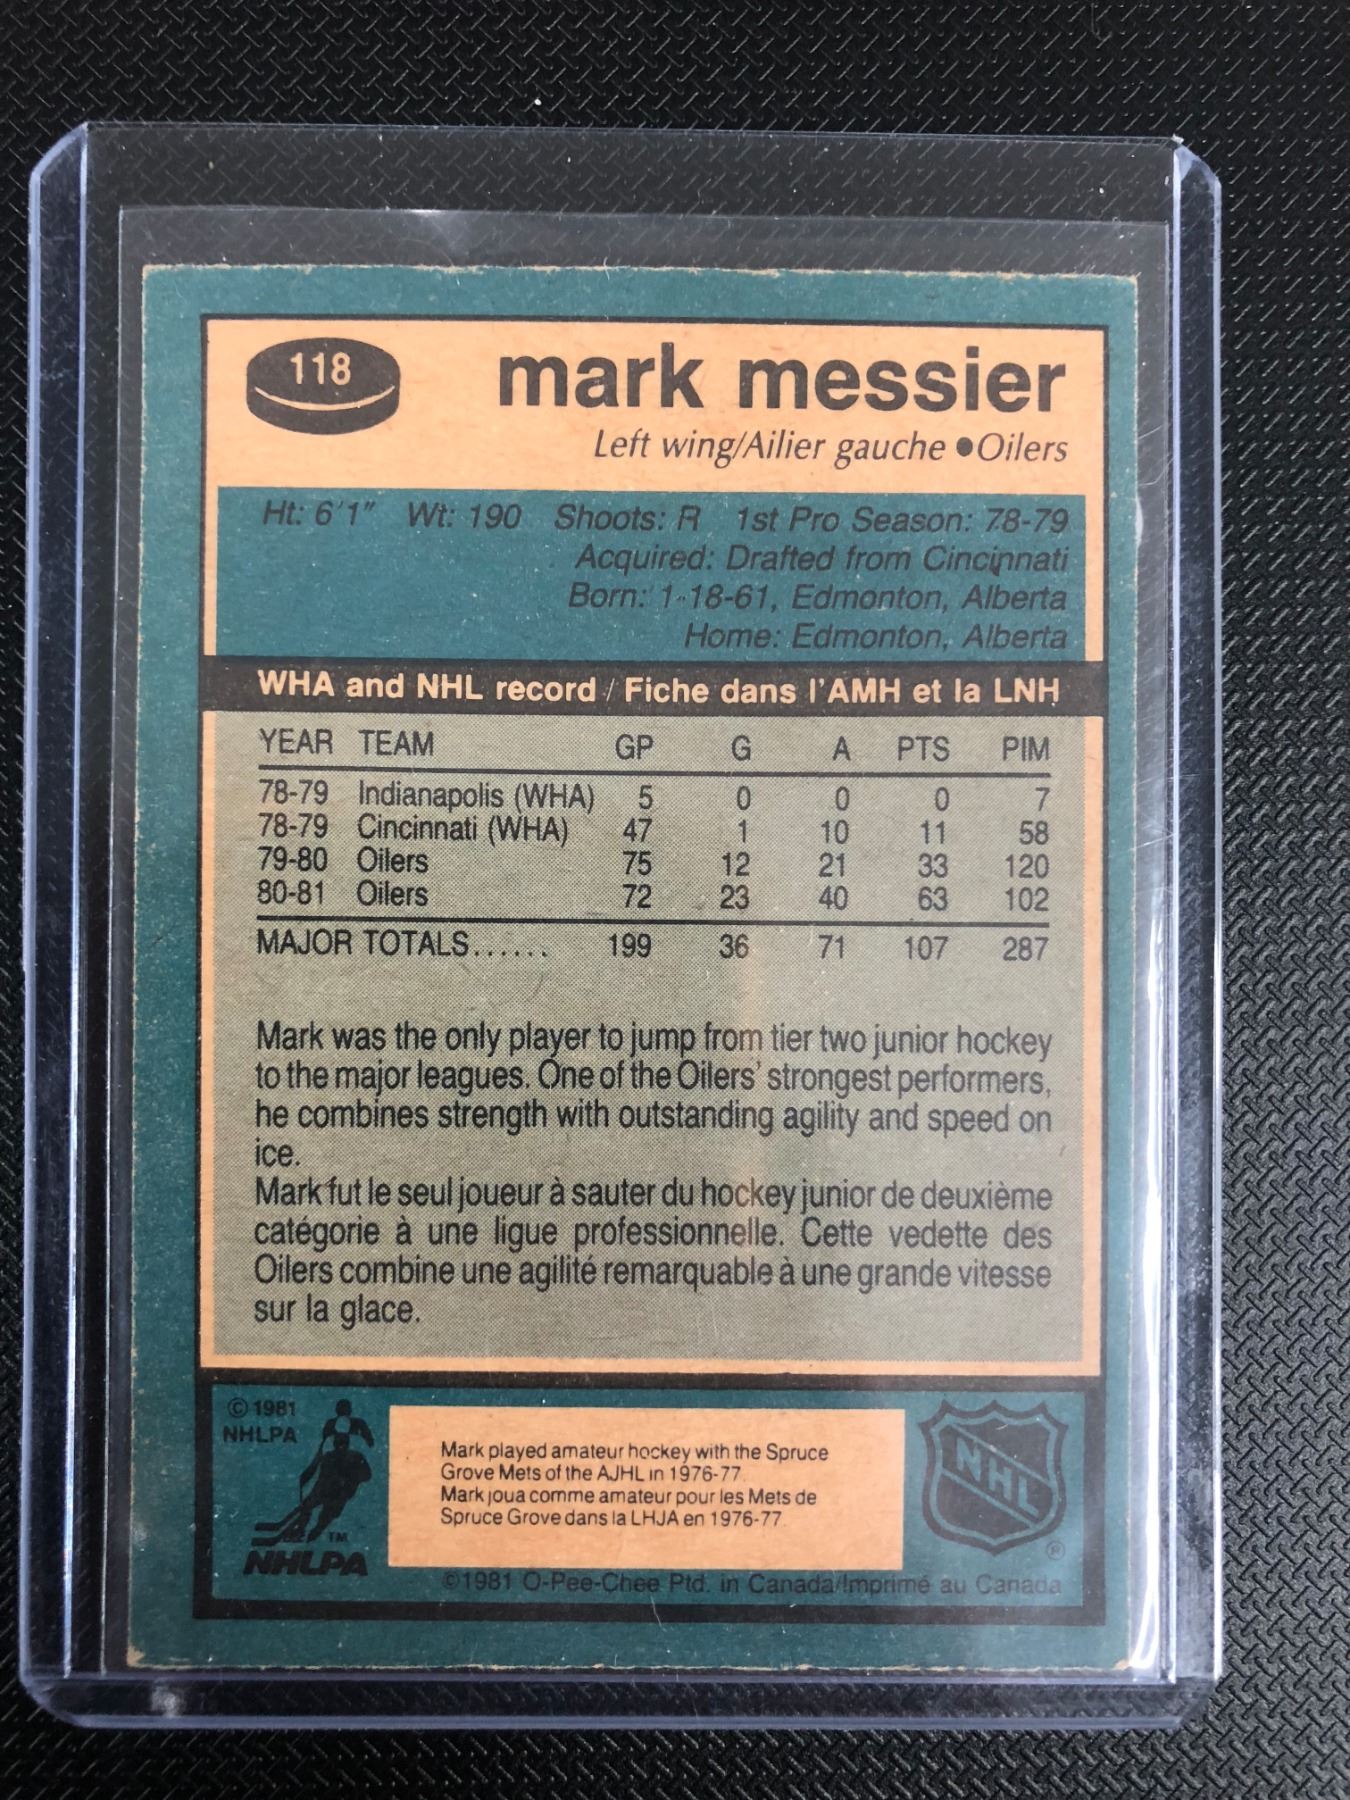 118
mark messier
Left wing/Ailier gauche ●Oilers
Ht: 6'1" Wt: 190 Shoots: R 1st Pro Season: 78-79
Acquired: Drafted from Cincinnati
Born: 1-18-61, Edmonton, Alberta
Home: Edmonton, Alberta
WHA and NHL record / Fiche dans l'AMH et la LNH
YEAR TEAM GP G A PTS PIM
78-79 Indianapolis (WHA) 5 0 0 0 7
78-79 Cincinnati (WHA) 47 1 10 11 58
79-80 Oilers 75 12 21 33 120
80-81 Oilers 72 23 40 63 102
MAJOR TOTALS...... 199 36 71 107 287
Mark was the only player to jump from tier two junior hockey
to the major leagues. One of the Oilers' strongest performers,
he combines strength with outstanding agility and speed on
ice.
Mark fut le seul joueur à sauter du hockey junior de deuxième
catégorie à une ligue professionnelle. Cette vedette des
Oilers combine une agilité remarquable à une grande vitesse
sur la glace.
© 1981
NHLPA
TM
NHLPA
Mark played amateur hockey with the Spruce
Grove Mets of the AJHL in 1976-77.
Mark joua comme amateur pour les Mets de
Spruce Grove dans la LHJA en 1976-77.
NHL
®
©1981 O-Pee-Chee Ptd. in Canada/Imprimé au Canada